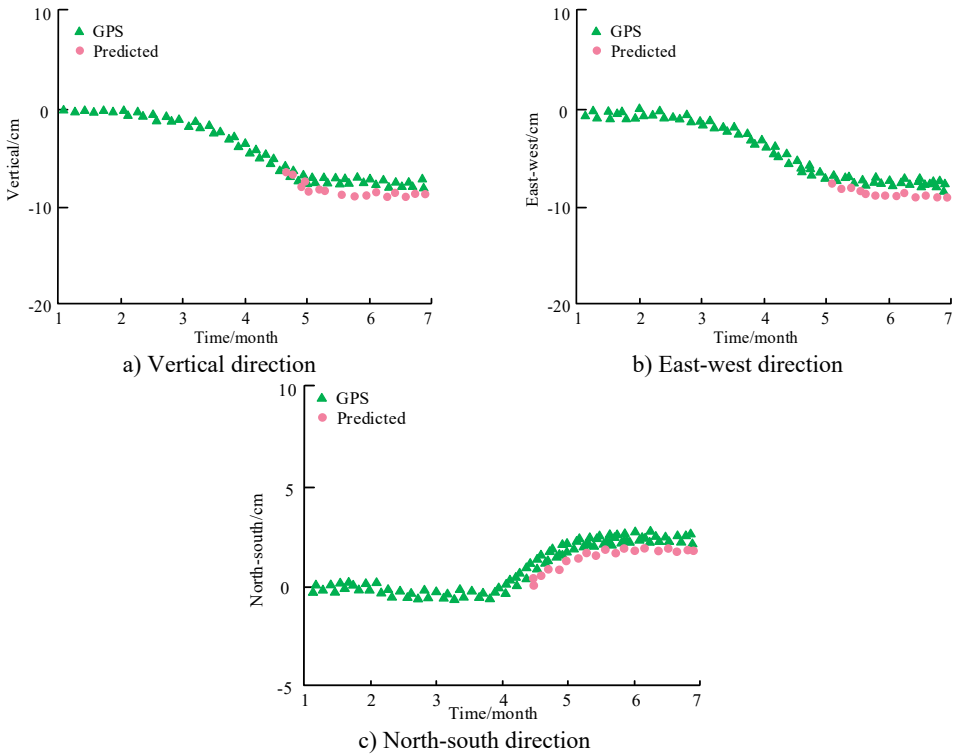 10
GPS
Predicted
0
-10
-20
Vertical/cm
1 2 3 4 5 6 7
Time/month
a) Vertical direction
10
GPS
Predicted
0
-10
-20
East-west/cm
1 2 3 4 5 6 7
Time/month
b) East-west direction
10
GPS
Predicted
5
0
-5
North-south/cm
1 2 3 4 5 6 7
Time/month
c) North-south direction